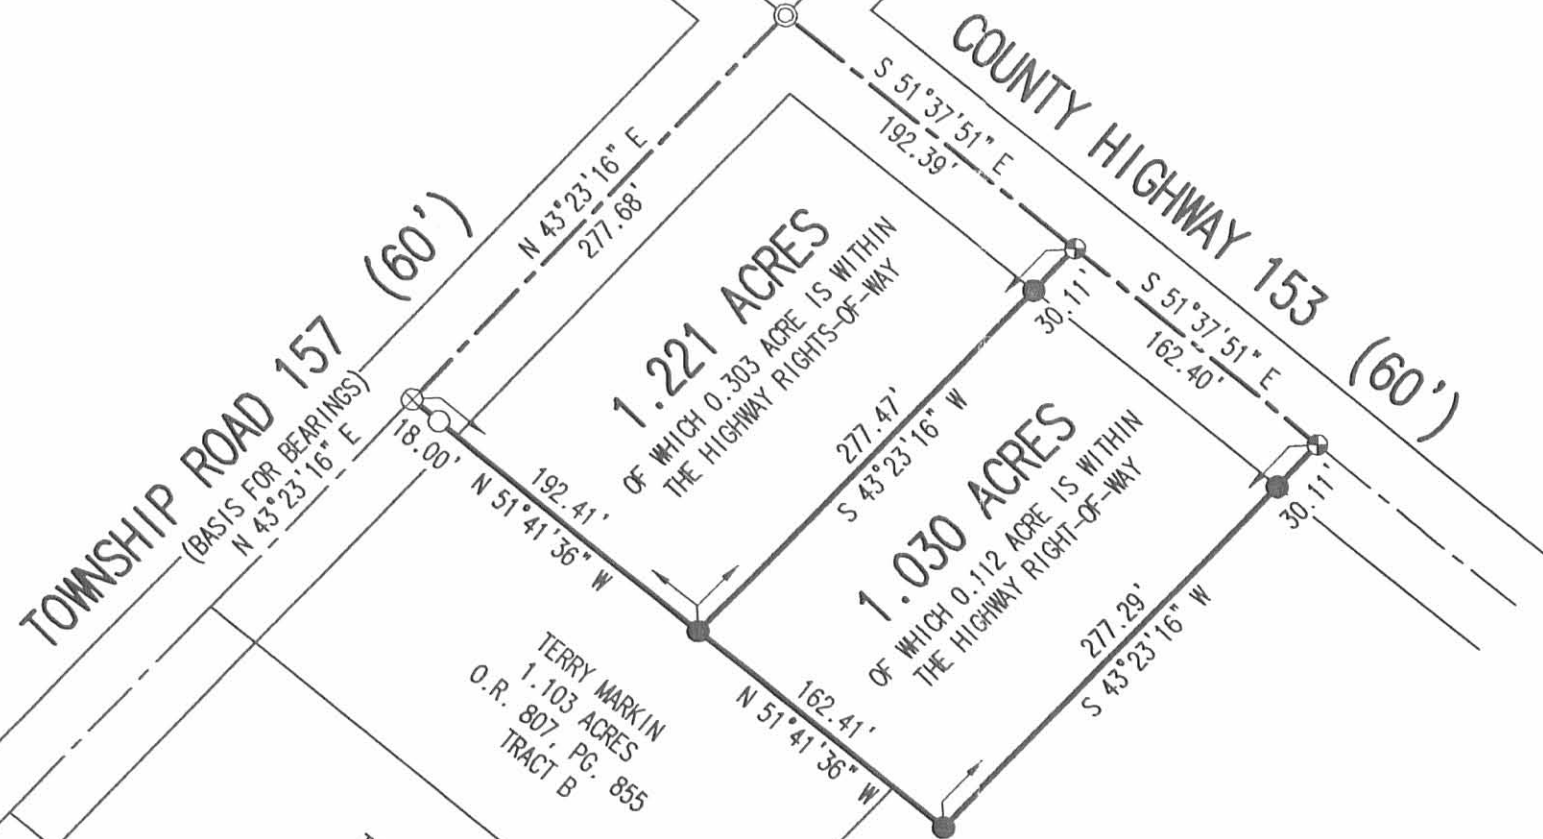 COUNTY HIGHWAY 153 (60')
S 51°37'51" E
192.39'
N 43°23'16" E
277.68'
TOWNSHIP ROAD 157 (60')
(BASIS FOR BEARINGS)
N 43°23'16" E
1.221 ACRES
OF WHICH 0.303 ACRE IS WITHIN
THE HIGHWAY RIGHTS-OF-WAY
30.11'
S 51°37'51" E
162.40'
18.00'
192.41'
N 51°41'36" W
277.47'
S 43°23'16" W
1.030 ACRES
OF WHICH 0.112 ACRE IS WITHIN
THE HIGHWAY RIGHT-OF-WAY
30.11'
277.29'
S 43°23'16" W
162.41'
N 51°41'36" W
TERRY MARKIN
1.103 ACRES
O.R. 807, PG. 855
TRACT B